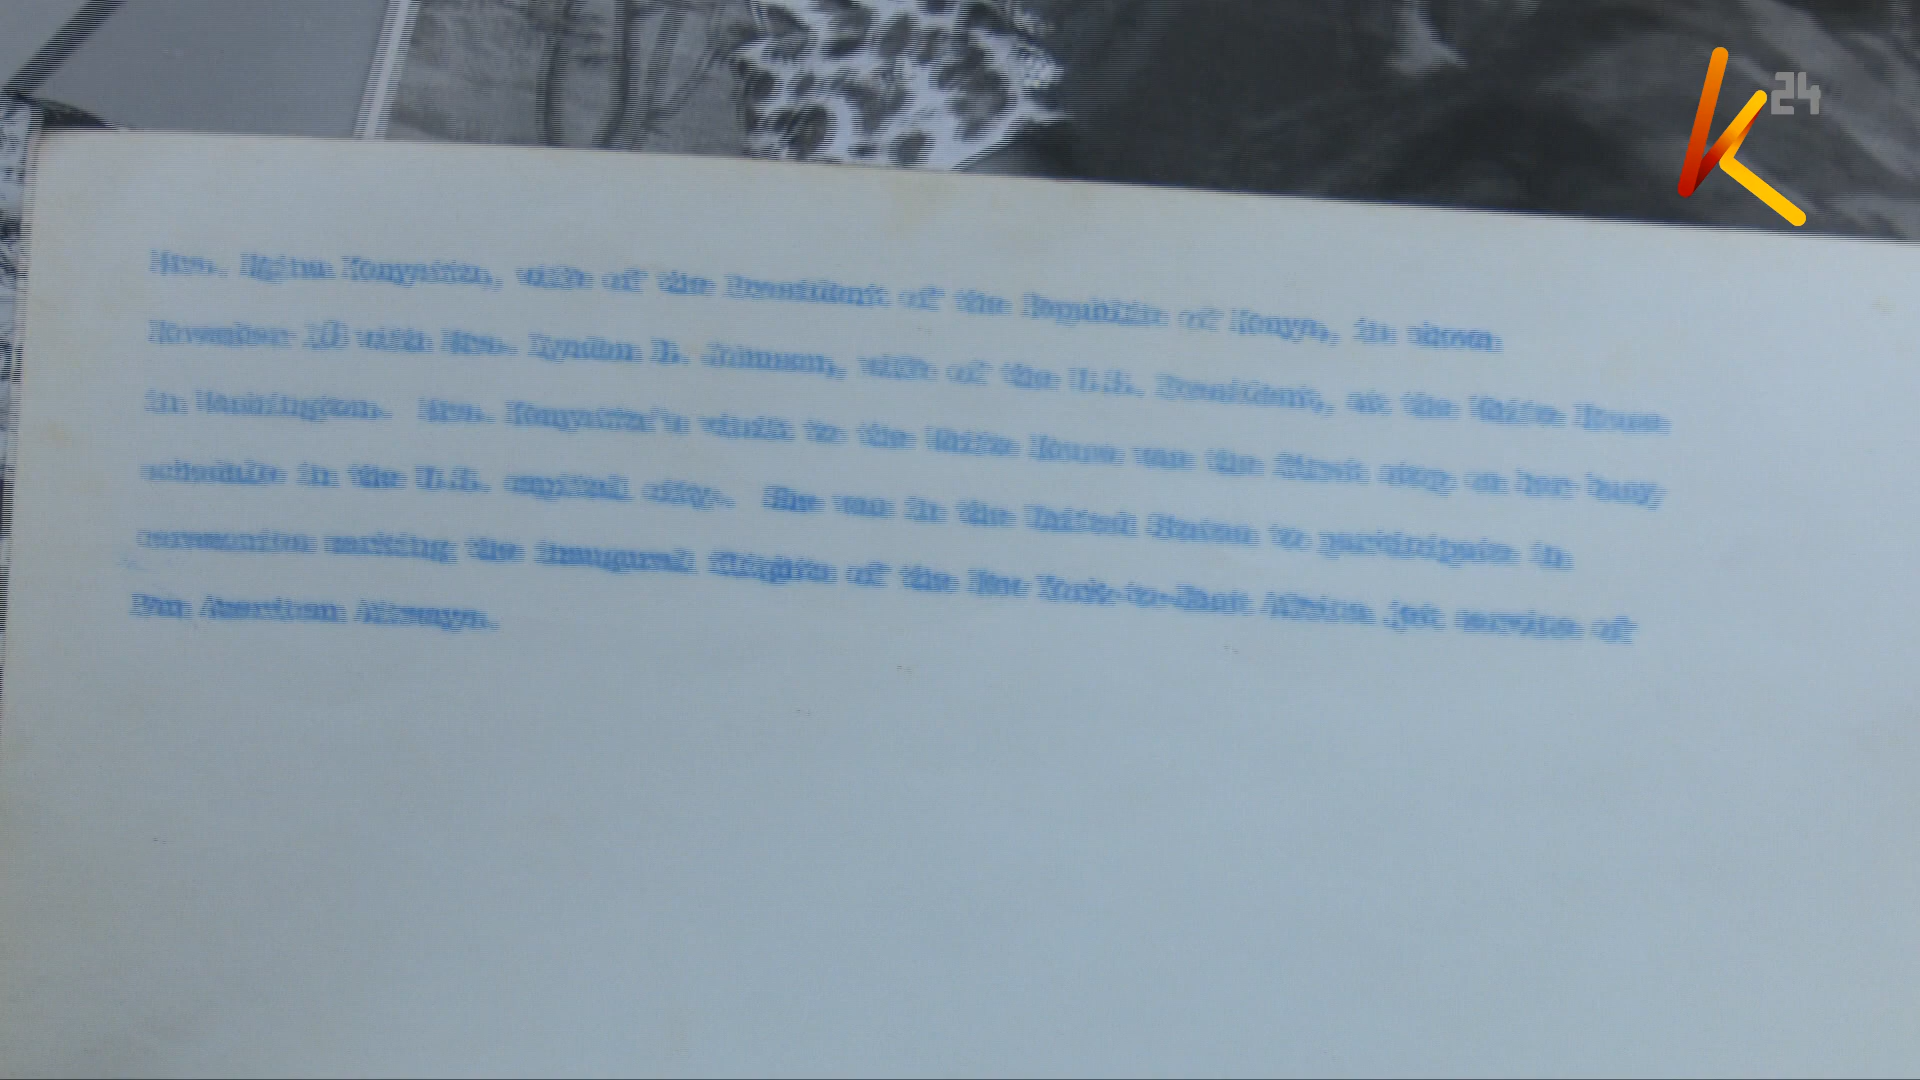 K24
Mrs. Ngina Kenyatta, wife of the President of the Republic of Kenya, is shown
November with Mrs. Lyndon B. Johnson, wife of the U.S. President, at the White House
in Washington. Mrs. Kenyatta's visit to the White House was the first stop on her busy
schedule in the U.S. capital city. She was in the United States to participate in
ceremonies marking the inaugural flights of the New York-to-East Africa jet service of
Pan American Airways.